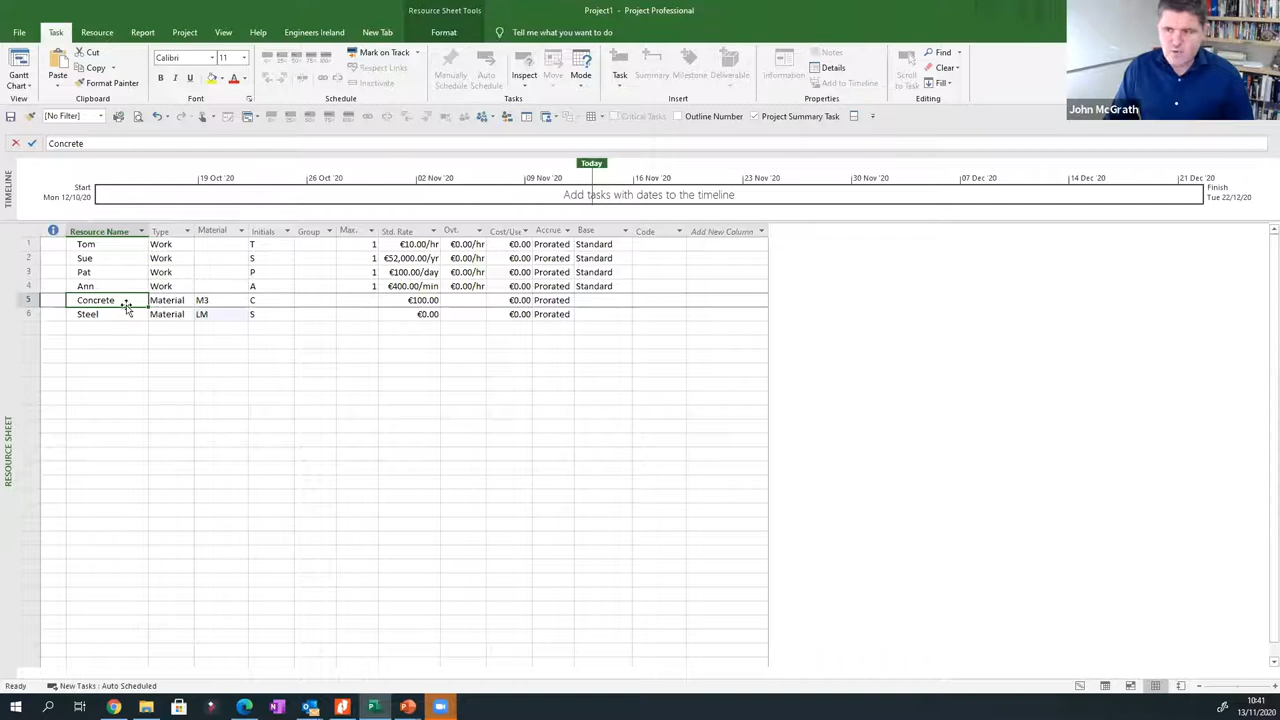 Resource Sheet Tools
Project1 - Project Professional
File Task Resource Project Report View Help Engineers Ireland New Tab Format Tell me what you want to do
Gantt Chart
View
Paste
Cut
Copy
Clipboard
Calibri 11
B I U A
Font
Mark on Track
Respect Links
Inactivate
Schedule
Manually Schedule
Auto Schedule
Inspect
Move
Mode
Tasks
Task
Summary
Milestone
Deliverable
Insert
Information
Notes
Details
Add to Timeline
Properties
Scroll to Task
Find
Clear
Fill
Editing
John McGrath
[No Filter] Critical Tasks Outline Number Project Summary Task
Concrete
TIMELINE
Today
19 Oct '20 26 Oct '20 02 Nov '20 09 Nov '20 16 Nov '20 23 Nov '20 30 Nov '20 07 Dec '20 14 Dec '20 21 Dec '20
Start
Mon 12/10/20
Add tasks with dates to the timeline
Finish
Tue 22/12/20
RESOURCE SHEET
Resource Name Type Material Initials Group Max. Std. Rate Ovt. Cost/Use Accrue Base Code Add New Column
1 Tom Work T 1 €10.00/hr €0.00/hr €0.00 Prorated Standard
2 Sue Work S 1 €52,000.00/yr €0.00/hr €0.00 Prorated Standard
3 Pat Work P 1 €100.00/day €0.00/hr €0.00 Prorated Standard
4 Ann Work A 1 €400.00/min €0.00/hr €0.00 Prorated Standard
5 Concrete Material M3 C €100.00 €0.00 Prorated
6 Steel Material LM S €0.00 €0.00 Prorated
Ready New Tasks : Auto Scheduled
10:41
13/11/2020